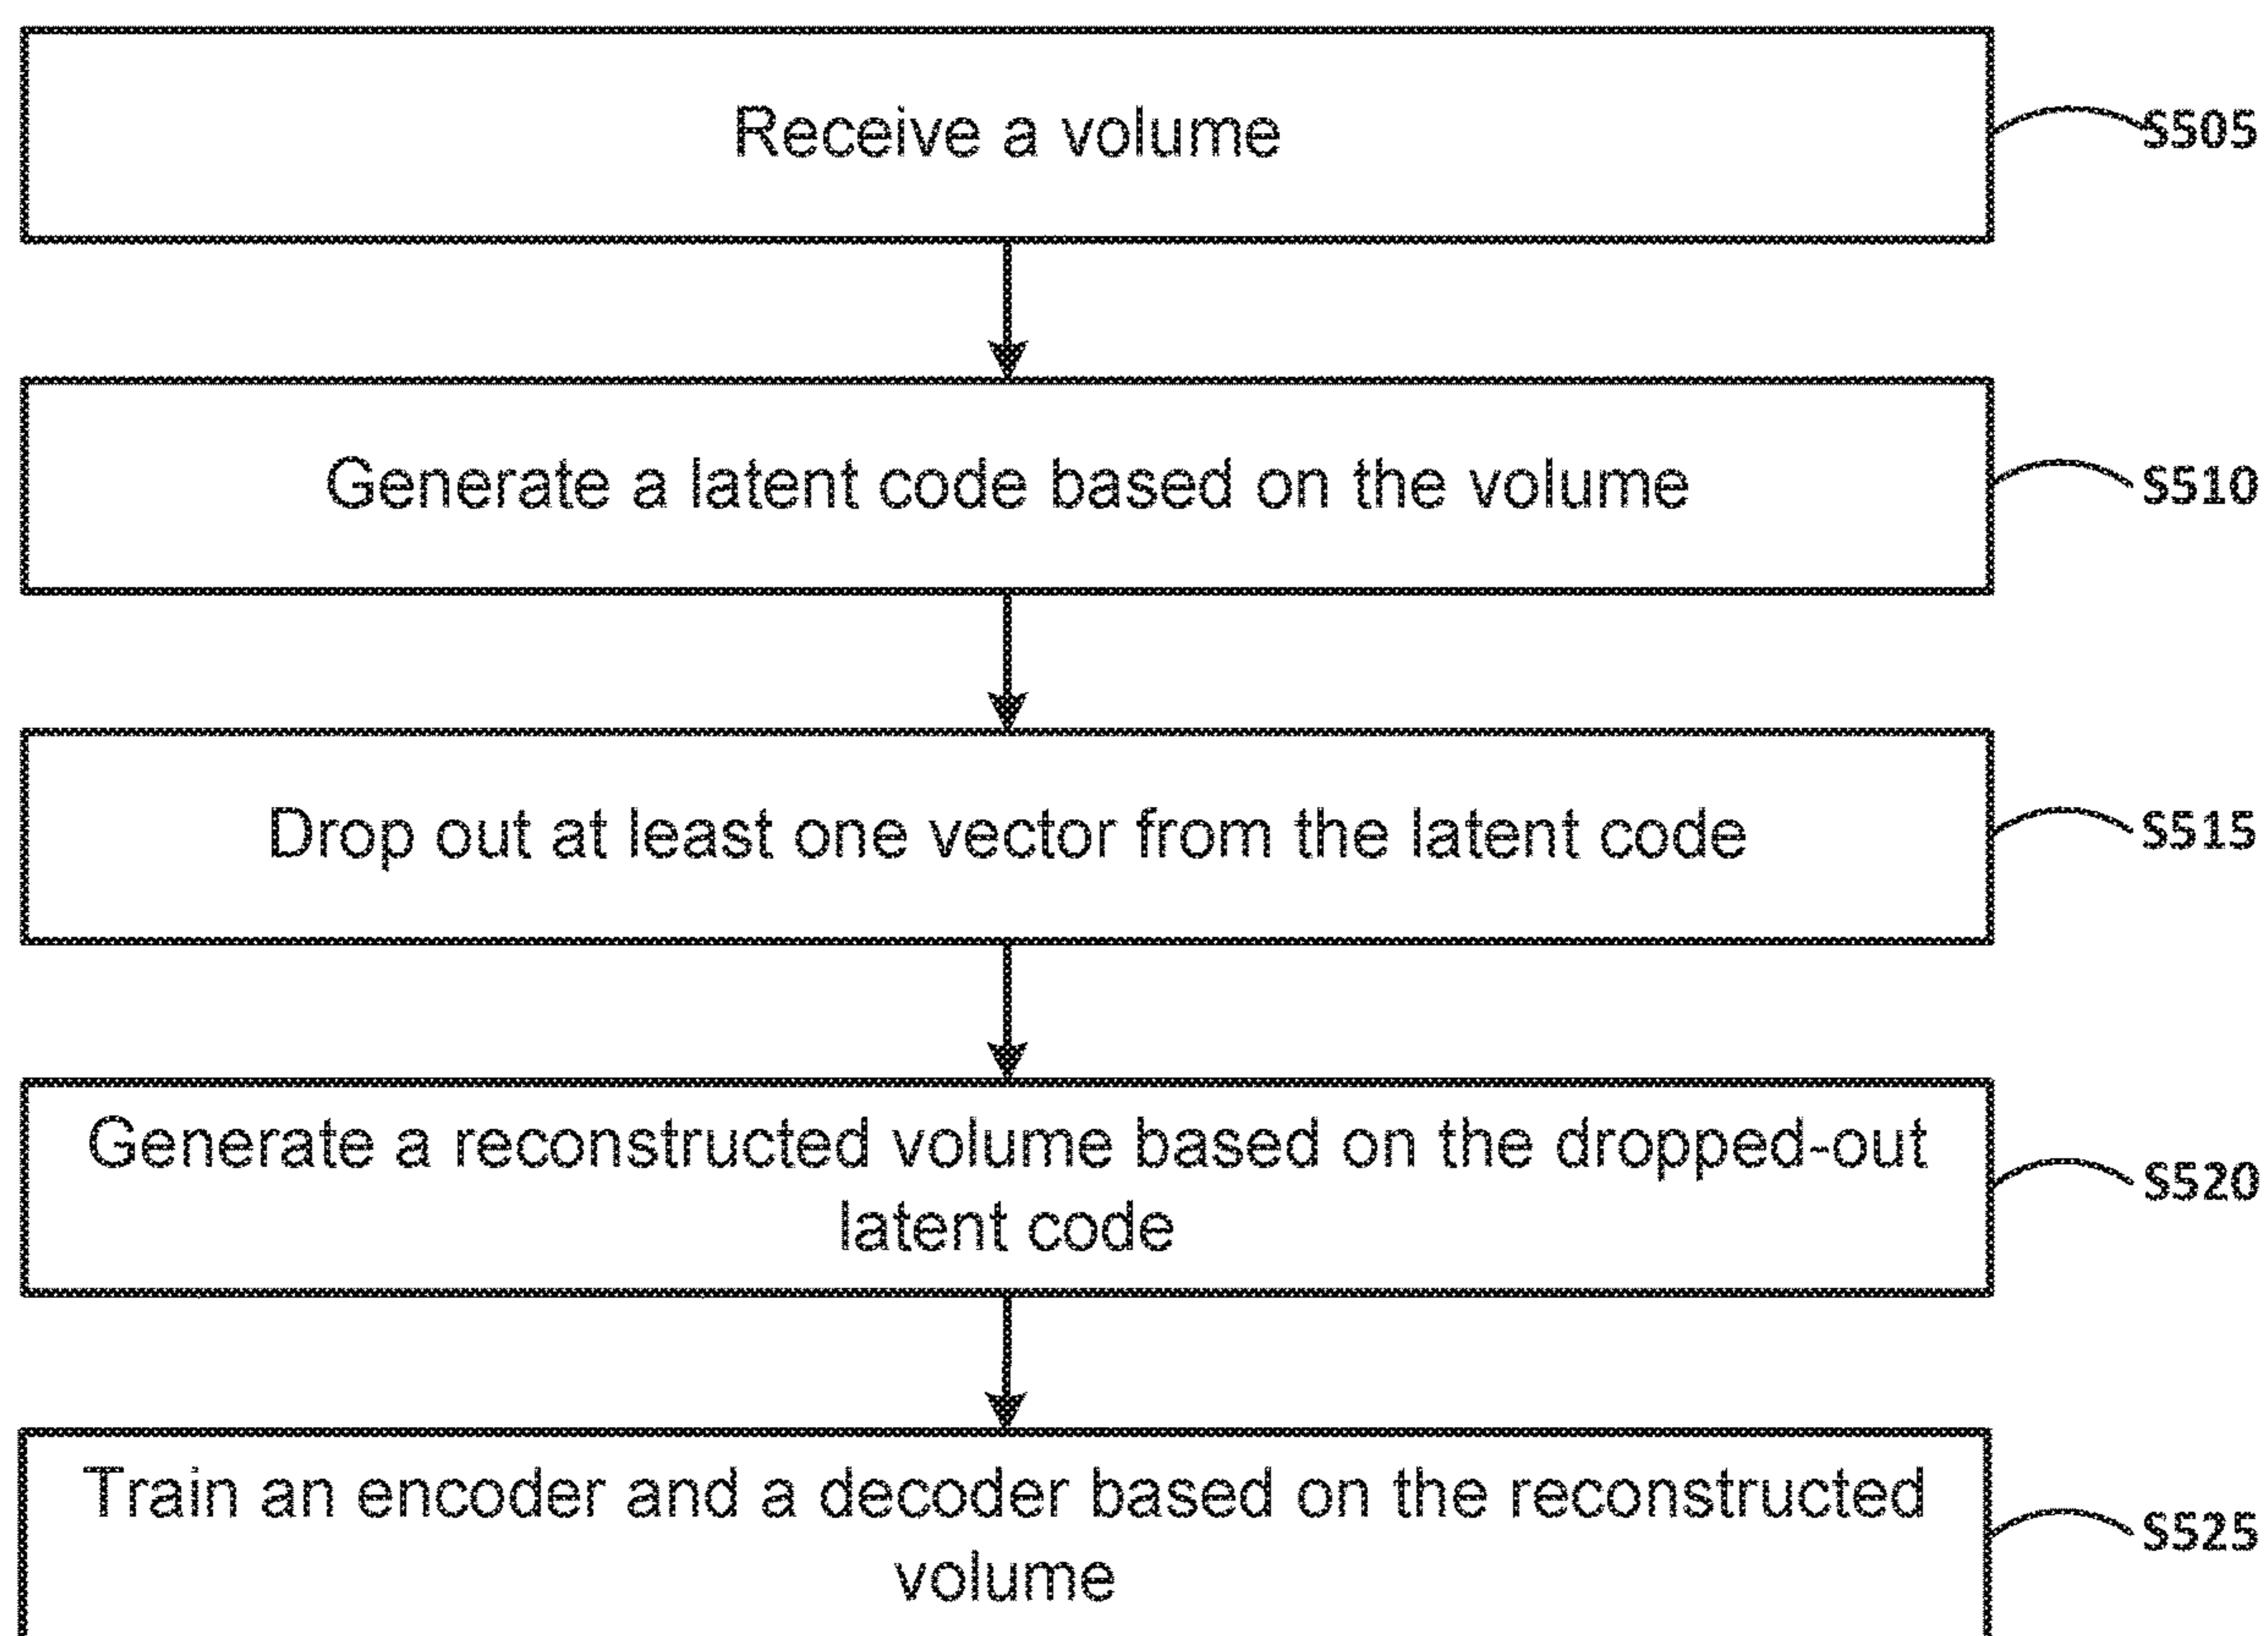 Receive a volume
S505
Generate a latent code based on the volume
S510
Drop out at least one vector from the latent code
S515
Generate a reconstructed volume based on the dropped-out
latent code
S520
Train an encoder and a decoder based on the reconstructed
volume
S525